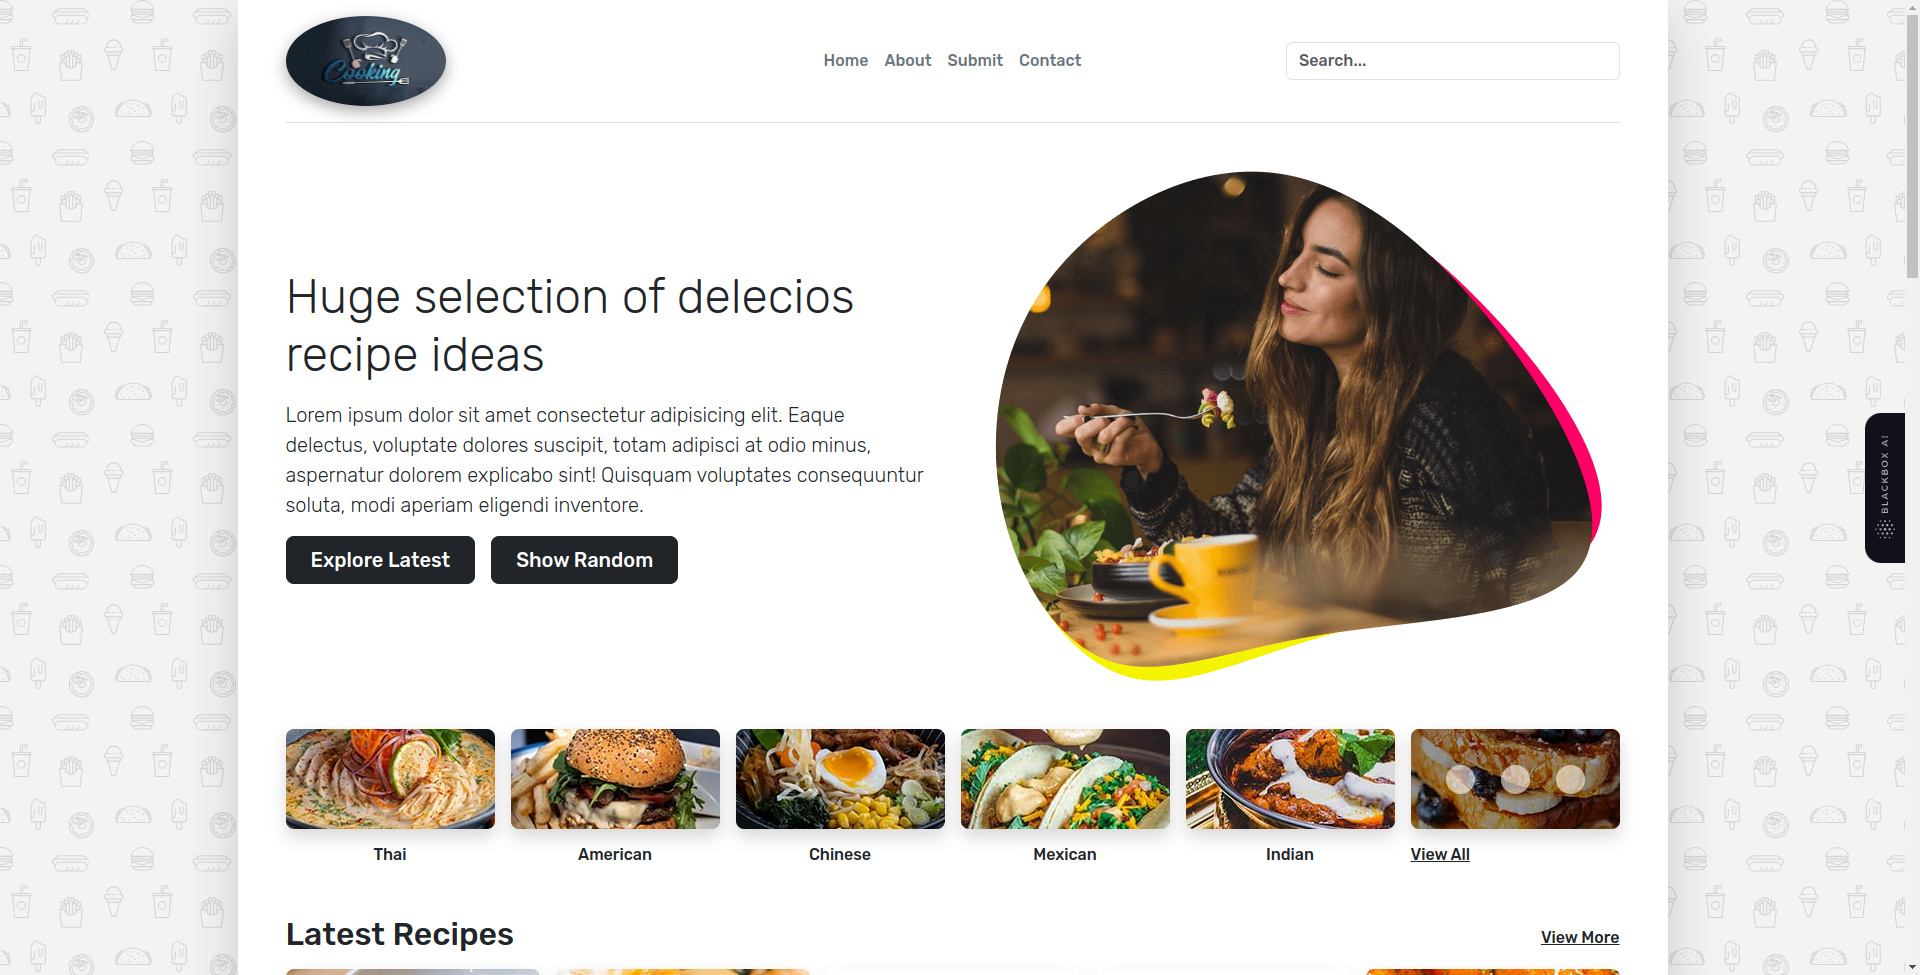 Cooking
Home About Submit Contact
Search...
Huge selection of delecios
recipe ideas
Lorem ipsum dolor sit amet consectetur adipisicing elit. Eaque
delectus, voluptate dolores suscipit, totam adipisci at odio minus,
aspernatur dolorem explicabo sint! Quisquam voluptates consequuntur
soluta, modi aperiam eligendi inventore.
Explore Latest Show Random
BLACKBOX AI
Thai American Chinese Mexican Indian View All
Latest Recipes View More